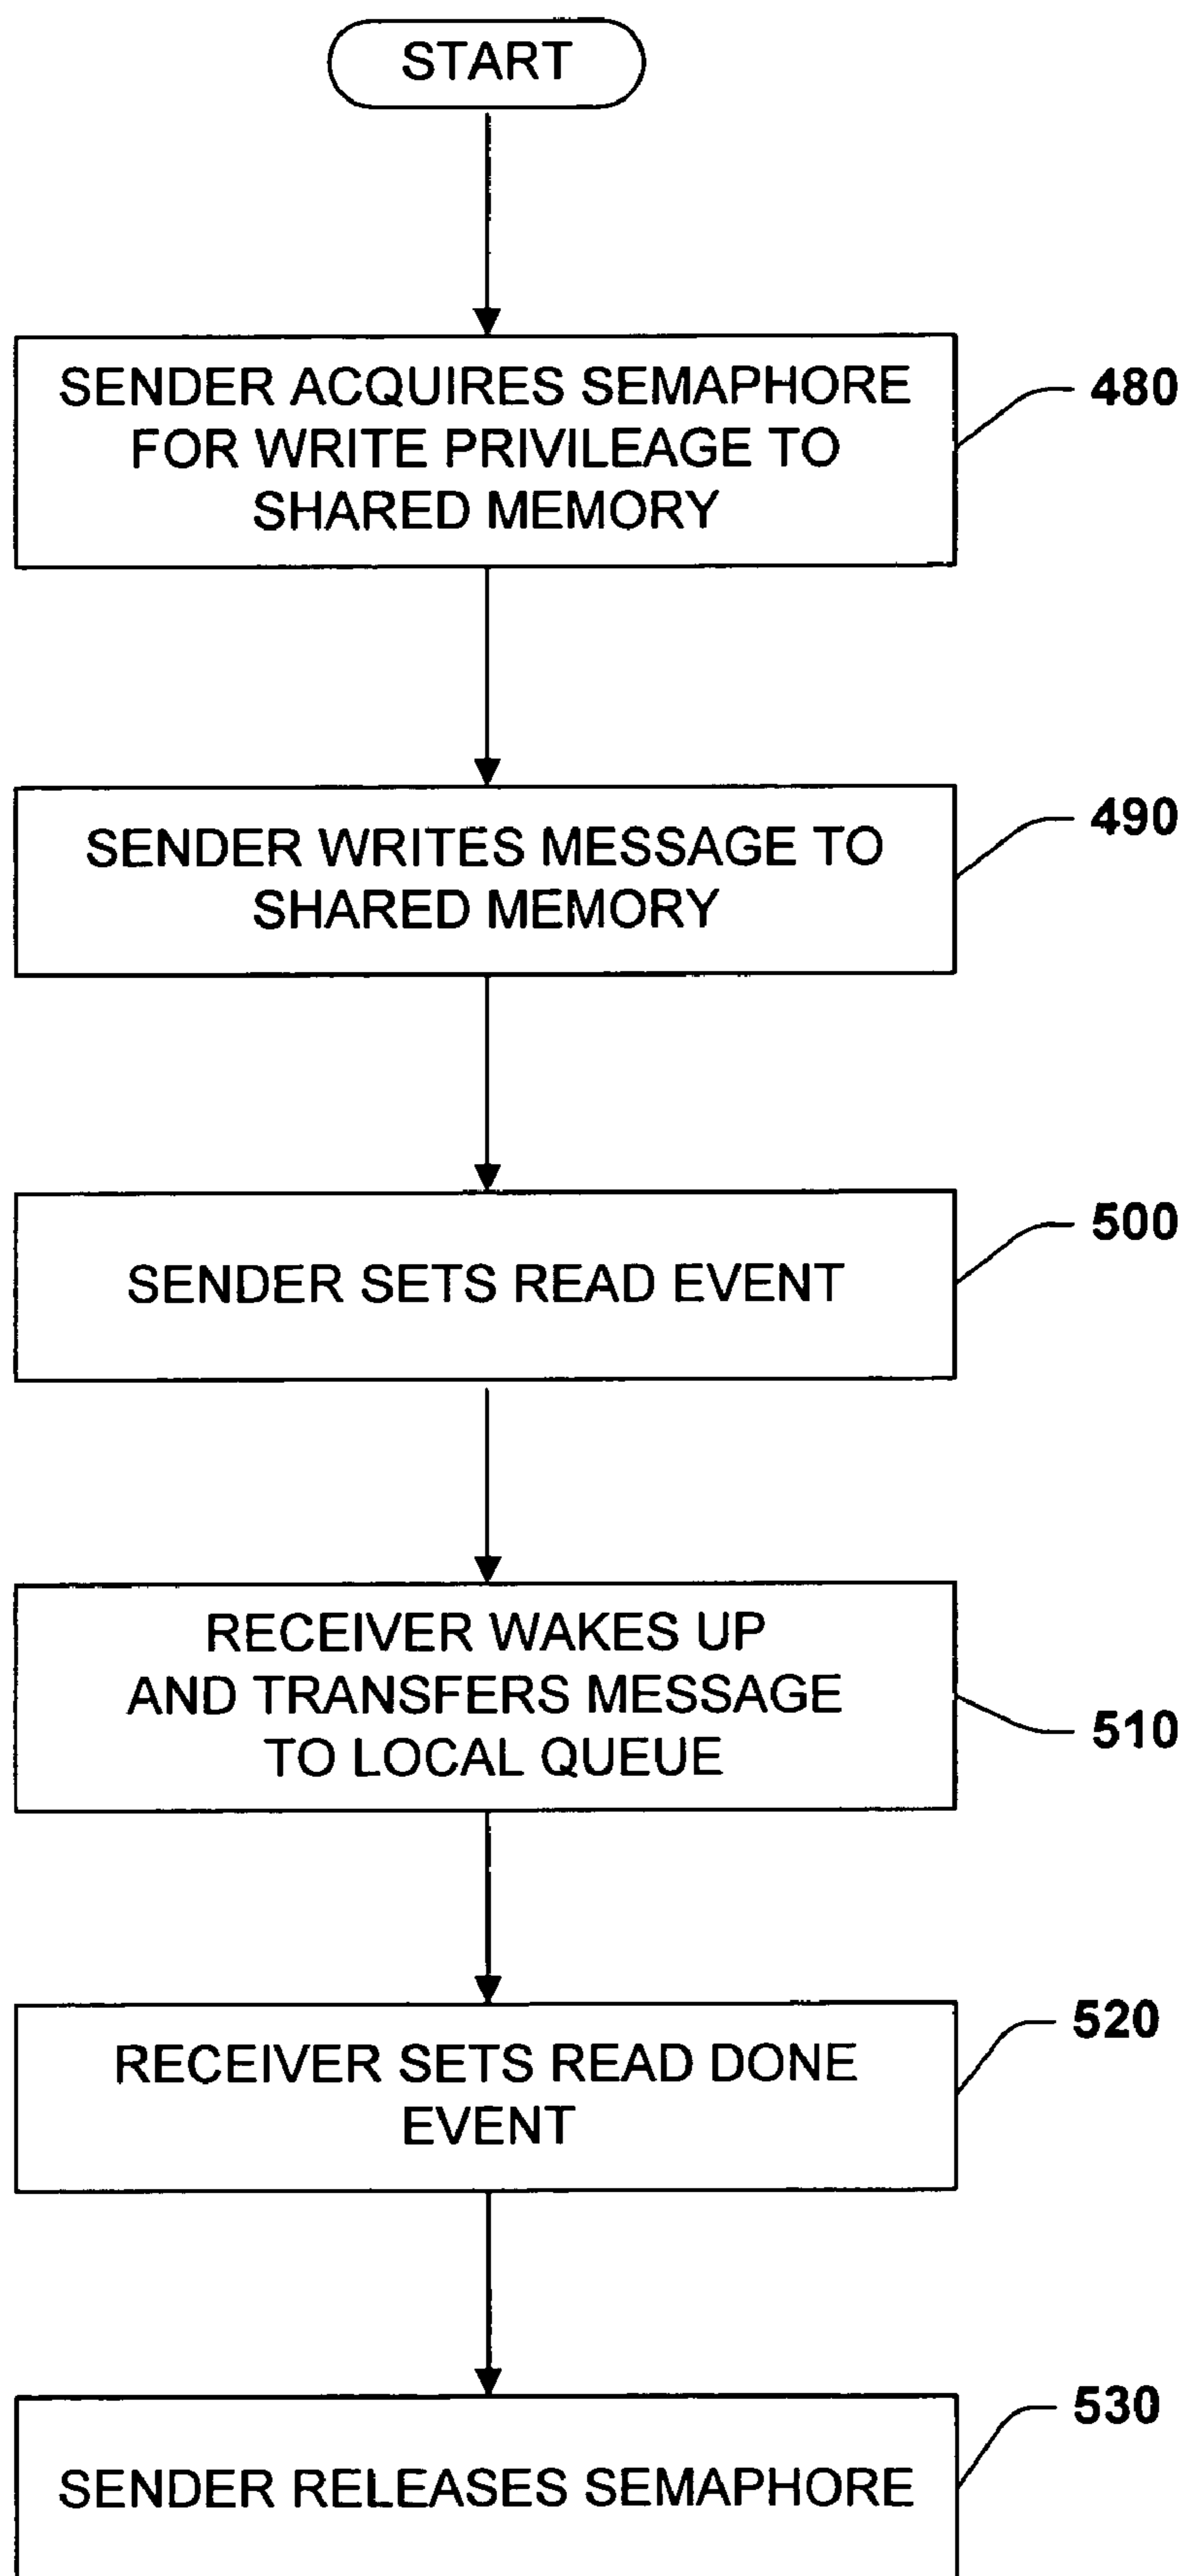 START
SENDER ACQUIRES SEMAPHORE
FOR WRITE PRIVILEAGE TO
SHARED MEMORY
480
SENDER WRITES MESSAGE TO
SHARED MEMORY
490
SENDER SETS READ EVENT
500
RECEIVER WAKES UP
AND TRANSFERS MESSAGE
TO LOCAL QUEUE
510
RECEIVER SETS READ DONE
EVENT
520
SENDER RELEASES SEMAPHORE
530